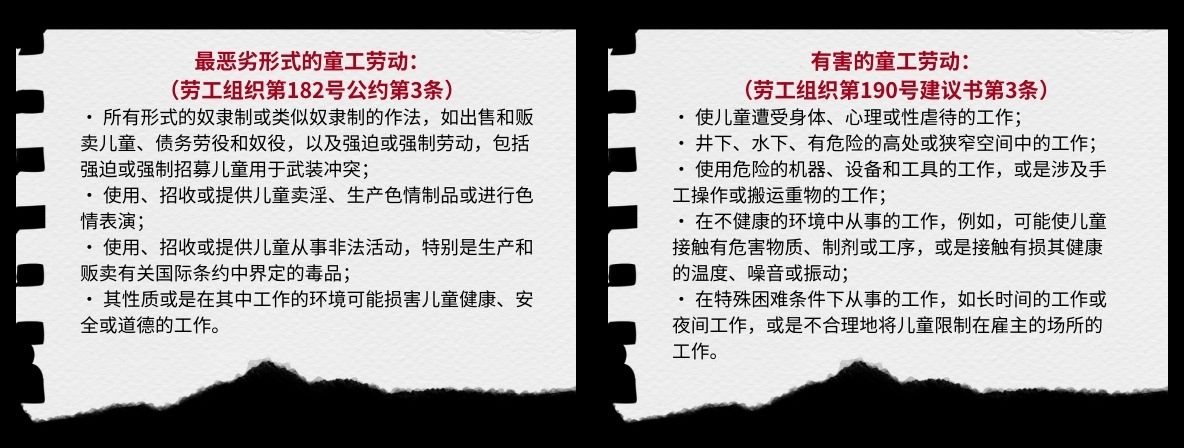 最恶劣形式的童工劳动：
（劳工组织第182号公约第3条）
· 所有形式的奴隶制或类似奴隶制的作法，如出售和贩
卖儿童、债务劳役和奴役，以及强迫或强制劳动，包括
强迫或强制招募儿童用于武装冲突；
· 使用、招收或提供儿童卖淫、生产色情制品或进行色
情表演；
· 使用、招收或提供儿童从事非法活动，特别是生产和
贩卖有关国际条约中界定的毒品；
· 其性质或是在其中工作的环境可能损害儿童健康、安
全或道德的工作。
有害的童工劳动：
（劳工组织第190号建议书第3条）
· 使儿童遭受身体、心理或性虐待的工作；
· 井下、水下、有危险的高处或狭窄空间中的工作；
· 使用危险的机器、设备和工具的工作，或是涉及手
工操作或搬运重物的工作；
· 在不健康的环境中从事的工作，例如，可能使儿童
接触有危害物质、制剂或工序，或是接触有损其健康
的温度、噪音或振动；
· 在特殊困难条件下从事的工作，如长时间的工作或
夜间工作，或是不合理地将儿童限制在雇主的场所的
工作。